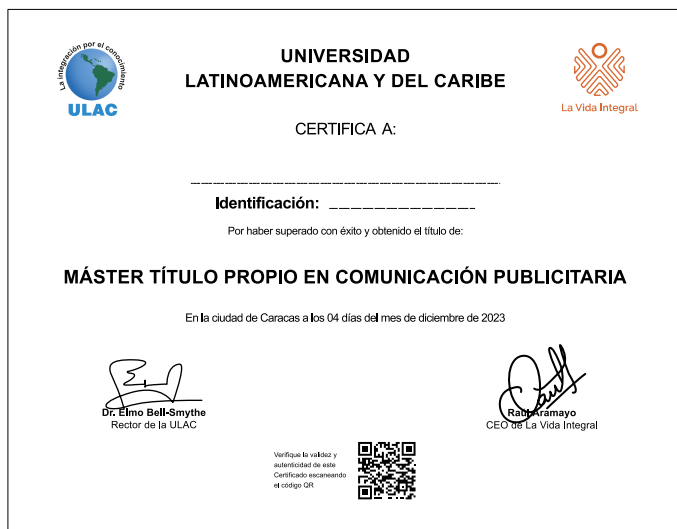 La integración por el conocimiento
ULAC
UNIVERSIDAD
LATINOAMERICANA Y DEL CARIBE
La Vida Integral
CERTIFICA A:
Identificación:
Por haber superado con éxito y obtenido el título de:
MÁSTER TÍTULO PROPIO EN COMUNICACIÓN PUBLICITARIA
En la ciudad de Caracas a los 04 días del mes de diciembre de 2023
Dr. Elmo Bell-Smythe
Rector de la ULAC
Raúl Aramayo
CEO de La Vida Integral
Verifique la validez y
autenticidad de este
Certificado escaneando
el código QR